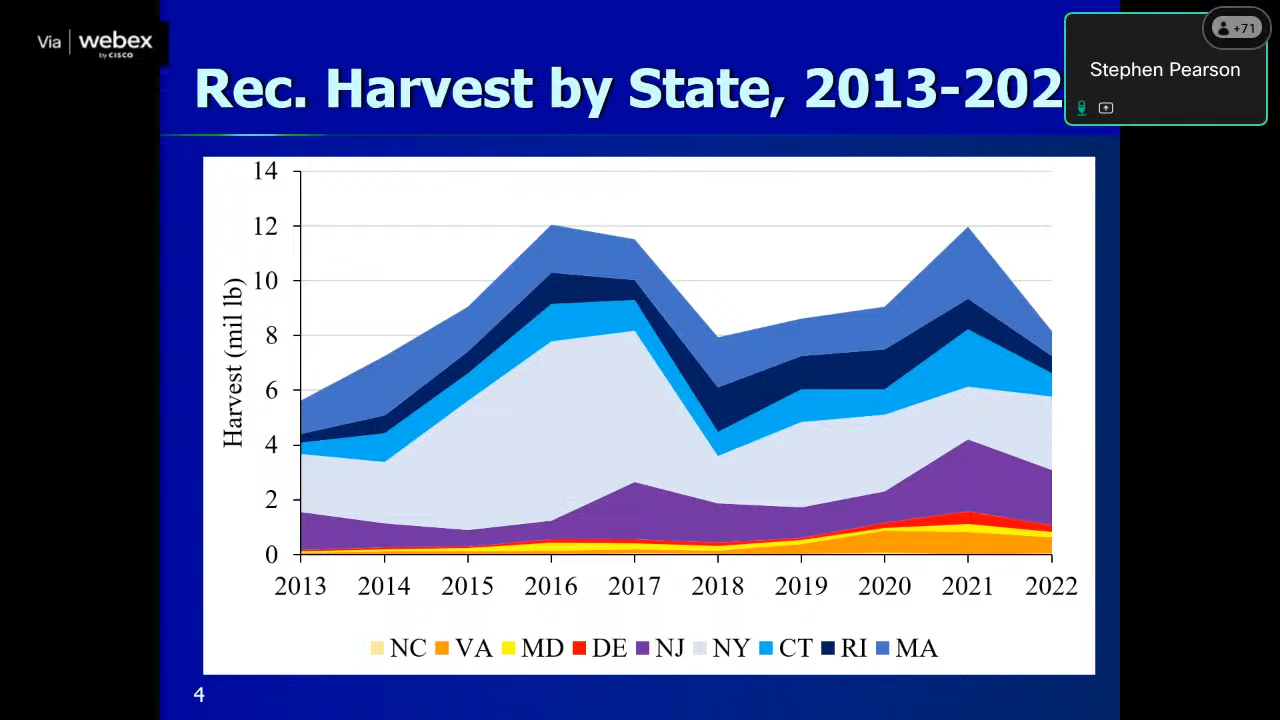 Via webex
by CISCO
+71
Stephen Pearson
Rec. Harvest by State, 2013-202
14
12
10
8
6
4
2
0
Harvest (mil lb)
2013 2014 2015 2016 2017 2018 2019 2020 2021 2022
NC VA MD DE NJ NY CT RI MA
4